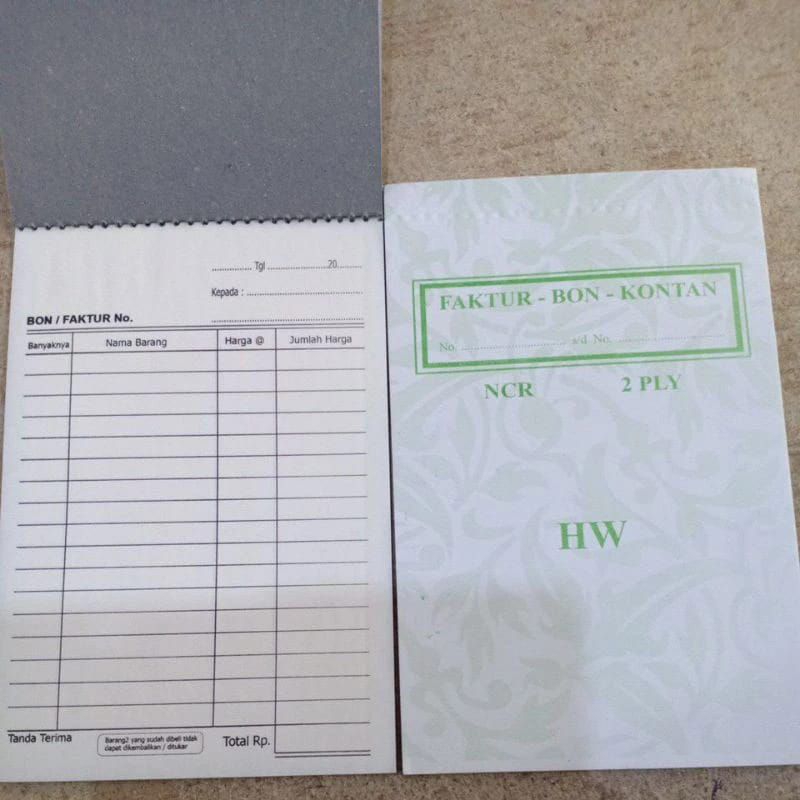 ............. Tgl ....................20........
Kepada : ......................................
BON / FAKTUR No. ......................................
Banyaknya Nama Barang Harga @ Jumlah Harga
Tanda Terima
Barang2 yang sudah dibeli tidak
dapat dikembalikan / ditukar
Total Rp.
FAKTUR - BON - KONTAN
No. ............................ s/d No. ............................
NCR 2 PLY
HW